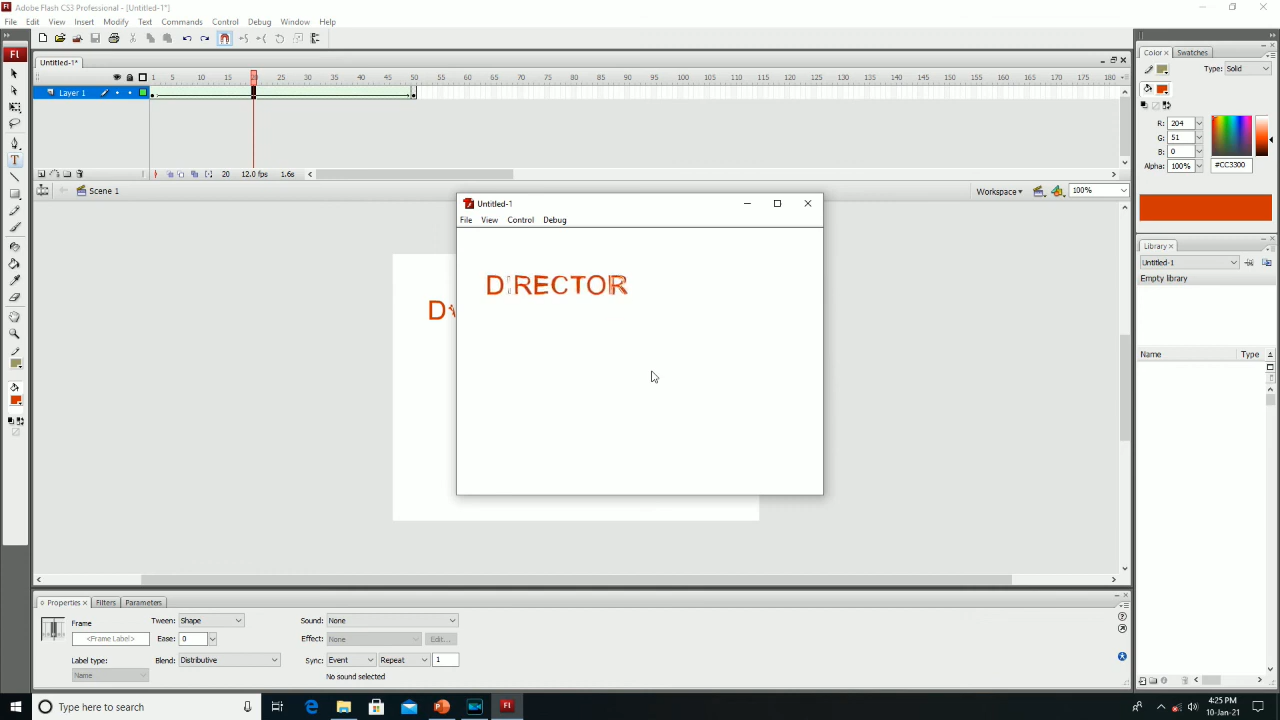 Adobe Flash CS3 Professional - [Untitled-1*]
File Edit View Insert Modify Text Commands Control Debug Window Help
Untitled-1*
1 5 10 15 20 25 30 35 40 45 50 55 60 65 70 75 80 85 90 95 100 105 110 115 120 125 130 135 140 145 150 155 160 165 170 175 180
Layer 1
20 12.0 fps 1.6s
Scene 1
Workspace
100%
Untitled-1
File View Control Debug
DIRECTOR
D
Fl
Color × Swatches
Type: Solid
R: 204
G: 51
B: 0
Alpha: 100% #CC3300
Library ×
Untitled-1
Empty library
Name Type
Properties × Filters Parameters
Frame Tween: Shape Sound: None
<Frame Label> Ease: 0 Effect: None Edit...
Label type: Blend: Distributive Sync: Event Repeat 1
Name No sound selected
Type here to search
4:25 PM
10-Jan-21